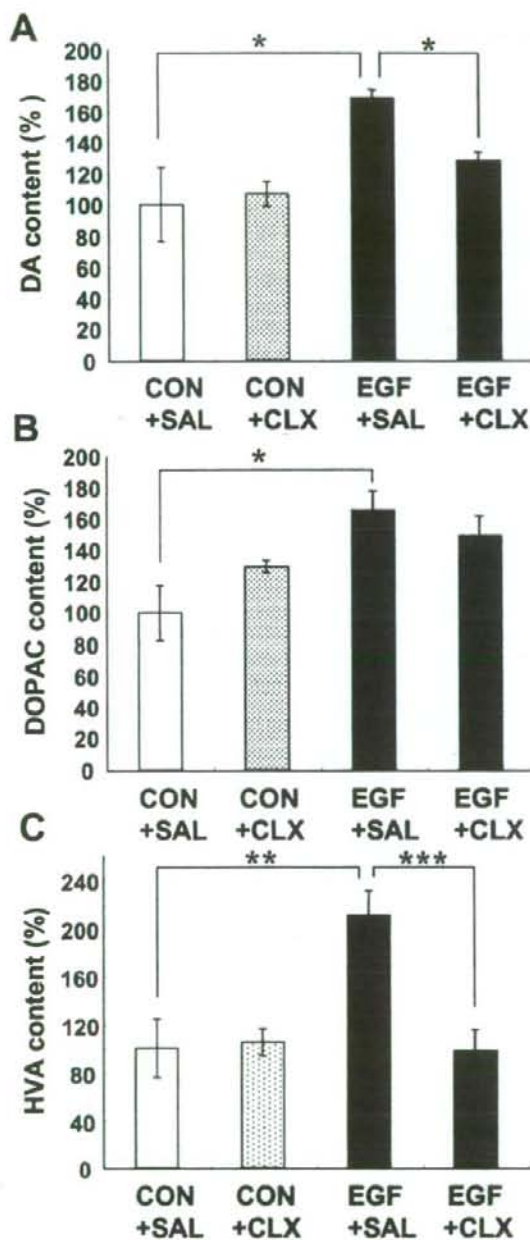 A
DA content (%)
200
180
160
140
120
100
80
60
40
20
0
*
*
CON
+SAL
CON
+CLX
EGF
+SAL
EGF
+CLX
B
DOPAC content (%)
200
180
160
140
120
100
80
60
40
20
0
*
CON
+SAL
CON
+CLX
EGF
+SAL
EGF
+CLX
C
HVA content (%)
240
200
160
120
80
40
0
**
***
CON
+SAL
CON
+CLX
EGF
+SAL
EGF
+CLX